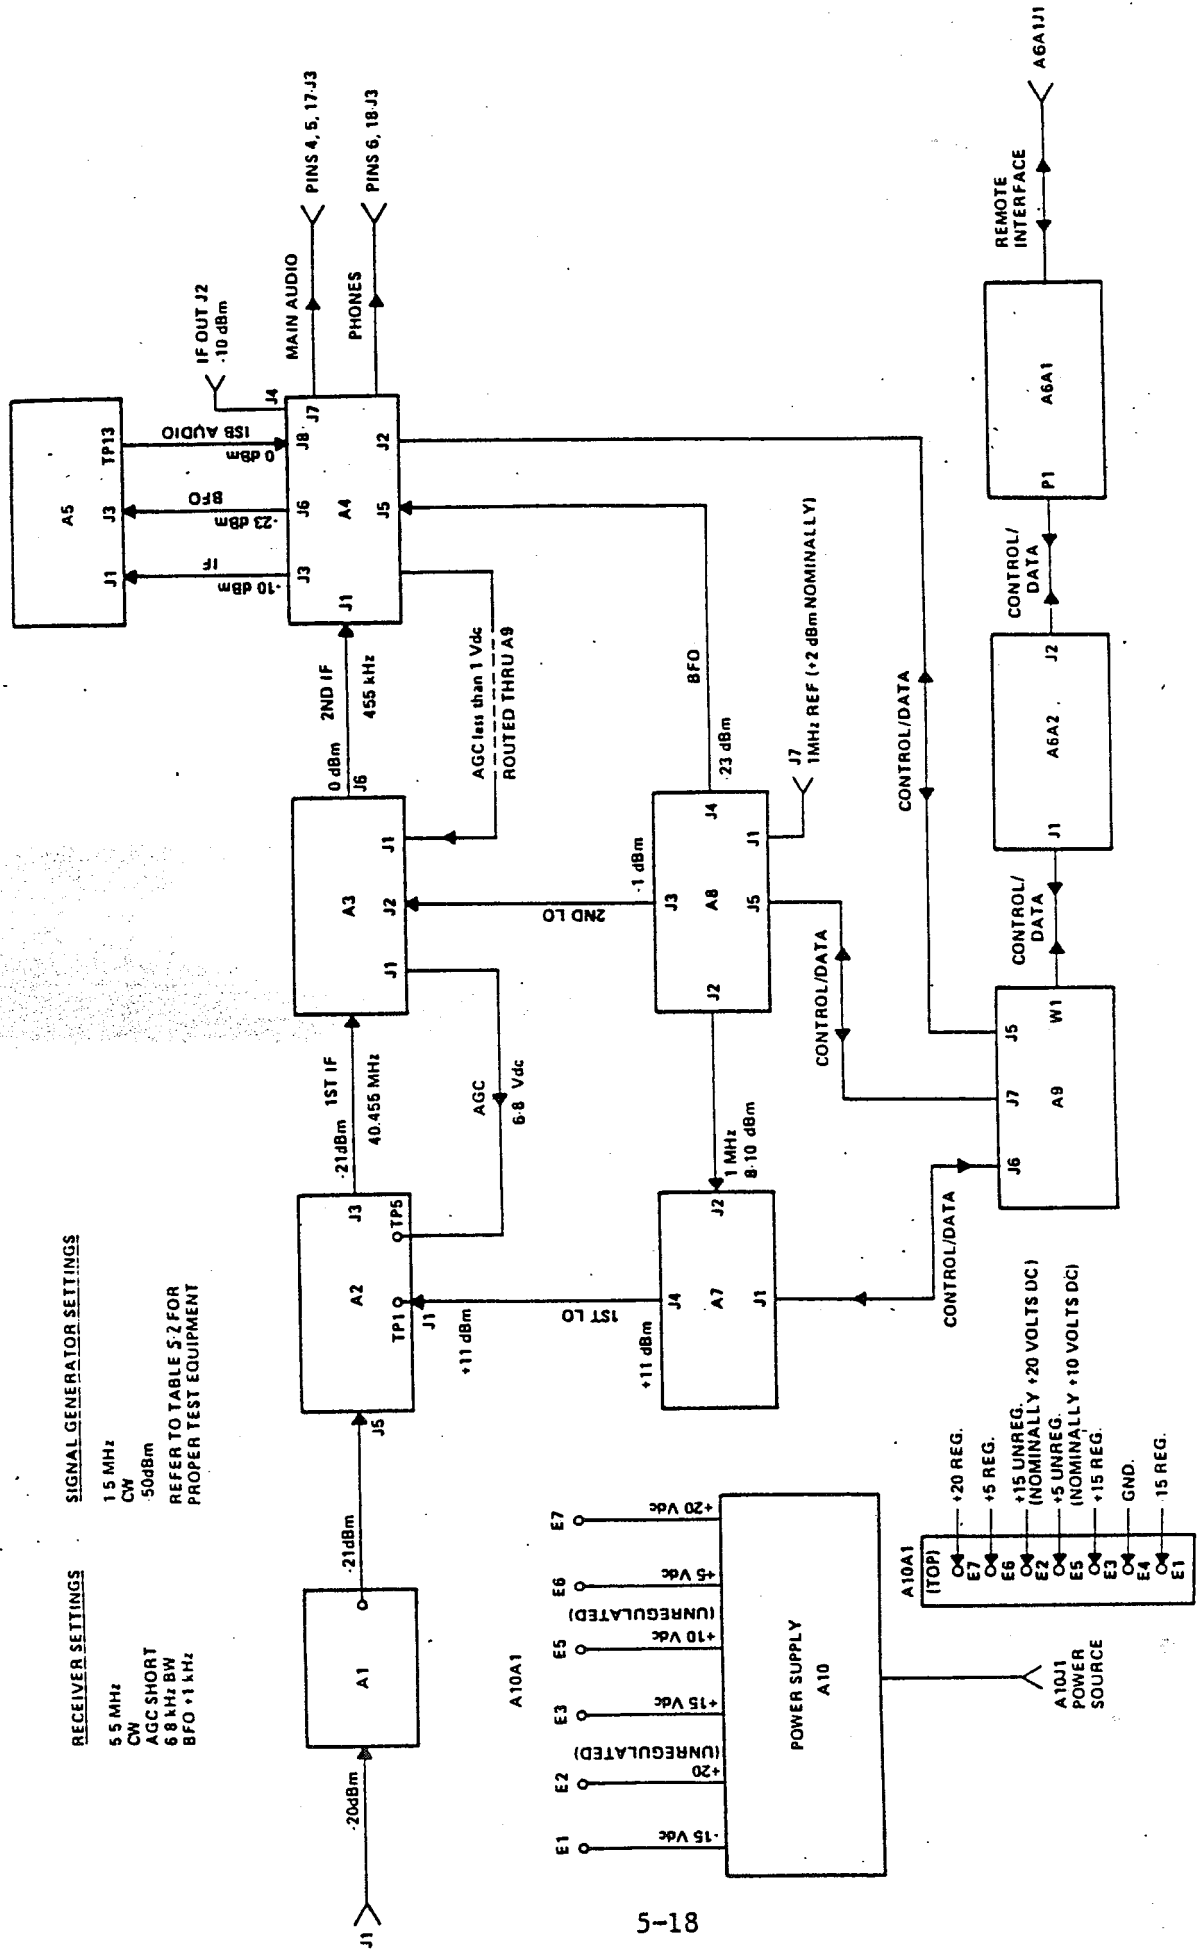 RECEIVER SETTINGS
5 5 MHz
CW
AGC SHORT
6 8 kHz BW
BFO +1 kHz
SIGNAL GENERATOR SETTINGS
1 5 MHz
CW
-50dBm
REFER TO TABLE 5-2 FOR
PROPER TEST EQUIPMENT
J1
-20dBm
A1
-21dBm
J5
A2
TP1
J1
TP5
J3
+11 dBm
-21dBm
1ST IF
40.455 MHz
AGC
6-8 Vdc
A3
J1
J2
J1
J6
0 dBm
2ND IF
455 kHz
AGC less than 1 Vdc
ROUTED THRU A9
A4
J1
J3
J6
J8
J7
J4
J5
J2
IF OUT J2
-10 dBm
MAIN AUDIO
PINS 4, 5, 17-J3
PHONES
PINS 6, 18-J3
A5
J1
J3
TP13
IF
-10 dBm
BFO
-23 dBm
ISB AUDIO
0 dBm
1ST LO
+11 dBm
J4
A7
J1
J2
1 MHz
8-10 dBm
2ND LO
-1 dBm
J3
A8
J2
J5
J1
J4
-23 dBm
BFO
J7
1MHz REF (+2 dBm NOMINALLY)
CONTROL/DATA
CONTROL/DATA
CONTROL/DATA
J6
J7
J5
A9
W1
CONTROL/
DATA
J1
A6A2
J2
CONTROL/
DATA
P1
A6A1
REMOTE
INTERFACE
A6A1J1
A10A1
E1
E2
E3
E5
E6
E7
-15 Vdc
+20
(UNREGULATED)
+15 Vdc
+10 Vdc
(UNREGULATED)
+5 Vdc
+20 Vdc
POWER SUPPLY
A10
A10J1
POWER
SOURCE
A10A1
(TOP)
E7
+20 REG.
E6
+5 REG.
E2
+15 UNREG.
(NOMINALLY +20 VOLTS DC)
E5
+5 UNREG.
(NOMINALLY +10 VOLTS DC)
E3
+15 REG.
E4
GND.
E1
-15 REG.
5-18